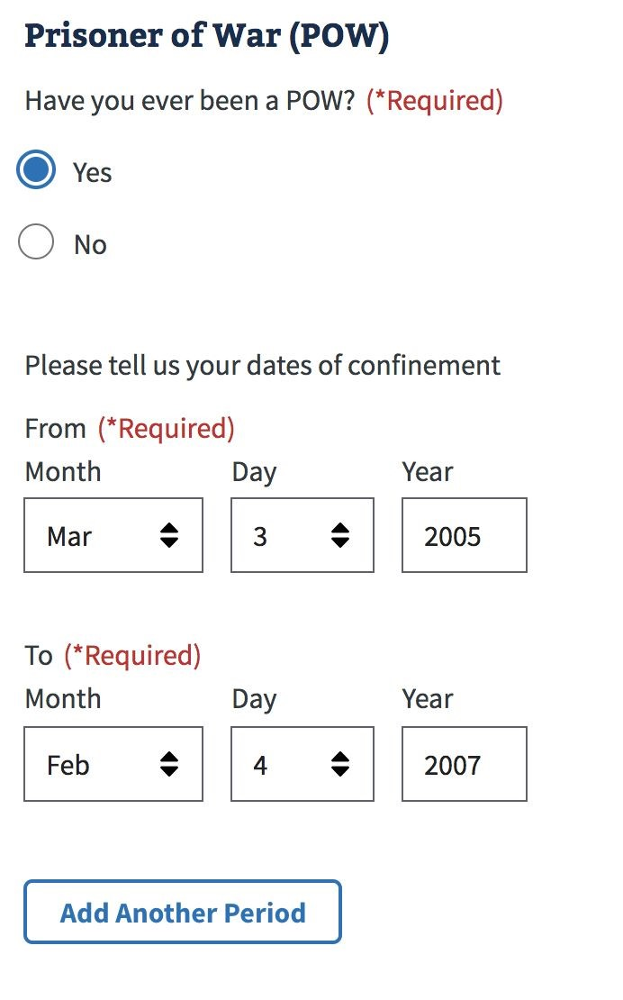 Prisoner of War (POW)
Have you ever been a POW? (*Required)
Yes
No
Please tell us your dates of confinement
From (*Required)
Month Day Year
Mar 3 2005
To (*Required)
Month Day Year
Feb 4 2007
Add Another Period